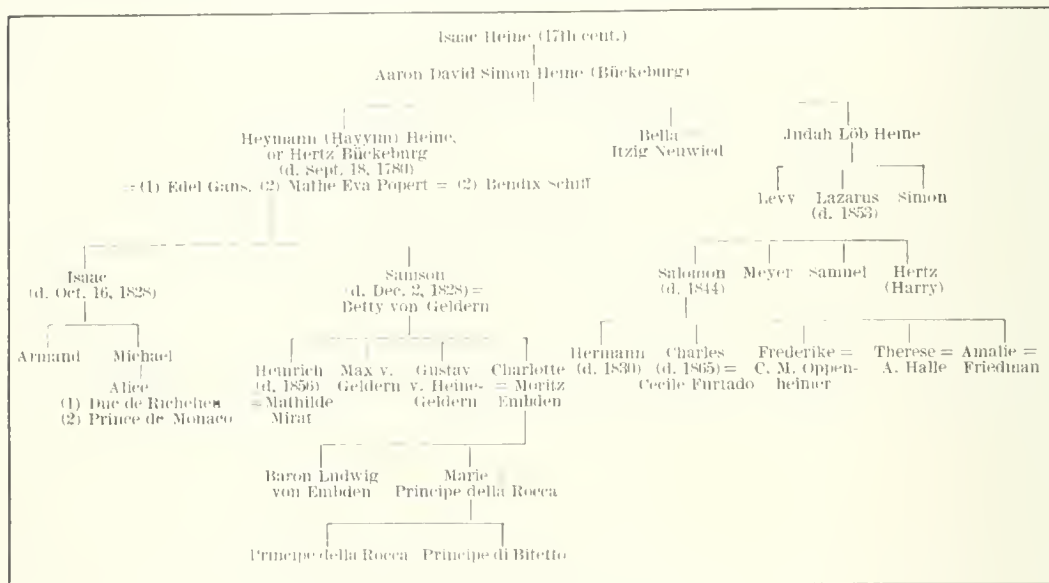 Isaac Heine (17th cent.)
Aaron David Simon Heine (Bückeburg)
Heymann (Hayyim) Heine,
or Hertz Bückeburg
(d. Sept. 18, 1780)
=(1) Edel Gans, (2) Mathe Eva Popert = (2) Bendix Schiff
Bella
Itzig Neuwied
Judah Löb Heine
Levy
Lazarus
(d. 1853)
Simon
Isaac
(d. Oct. 16, 1828)
Samson
(d. Dec. 2, 1828) =
Betty von Geldern
Salomon
(d. 1844)
Meyer
Samuel
Hertz
(Harry)
Armand
Michael
Alice
(1) Duc de Richelieu
(2) Prince de Monaco
Heinrich
(d. 1856)
=Mathilde
Mirat
Max v.
Geldern
Gustav
v. Heine-
Geldern
Charlotte
= Moritz
Embden
Hermann
(d. 1830)
Charles
(d. 1865) =
Cecile Furtado
Frederike =
C. M. Oppen-
heimer
Therese =
A. Halle
Amalie =
Friedman
Baron Ludwig
von Embden
Marie
Principe della Rocca
Principe della Rocca
Principe di Bitetto